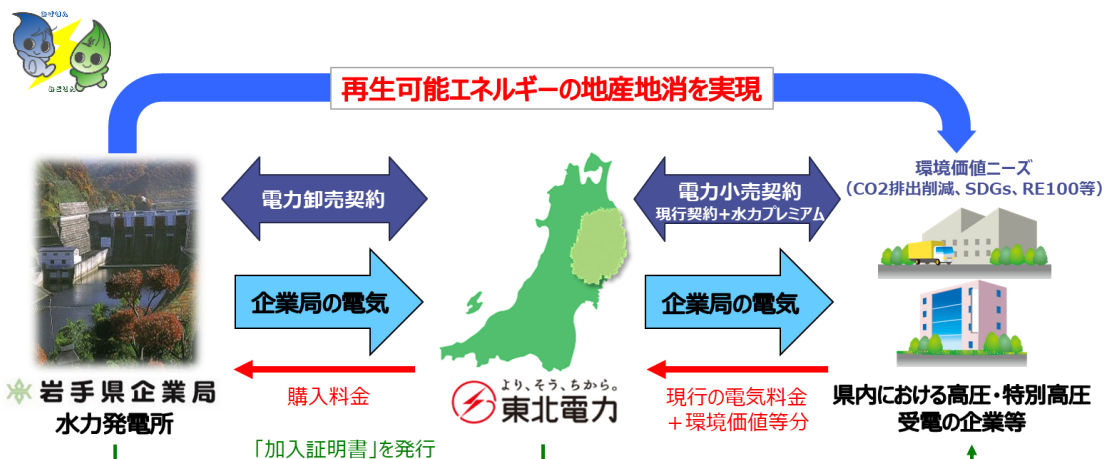 再生可能エネルギーの地産地消を実現
環境価値ニーズ
（CO2排出削減、SDGs、RE100等）
電力卸売契約
電力小売契約
現行契約＋水力プレミアム
企業局の電気
企業局の電気
購入料金
現行の電気料金
＋環境価値等分
岩手県企業局
水力発電所
より、そう、ちから。
東北電力
県内における高圧・特別高圧
受電の企業等
「加入証明書」を発行